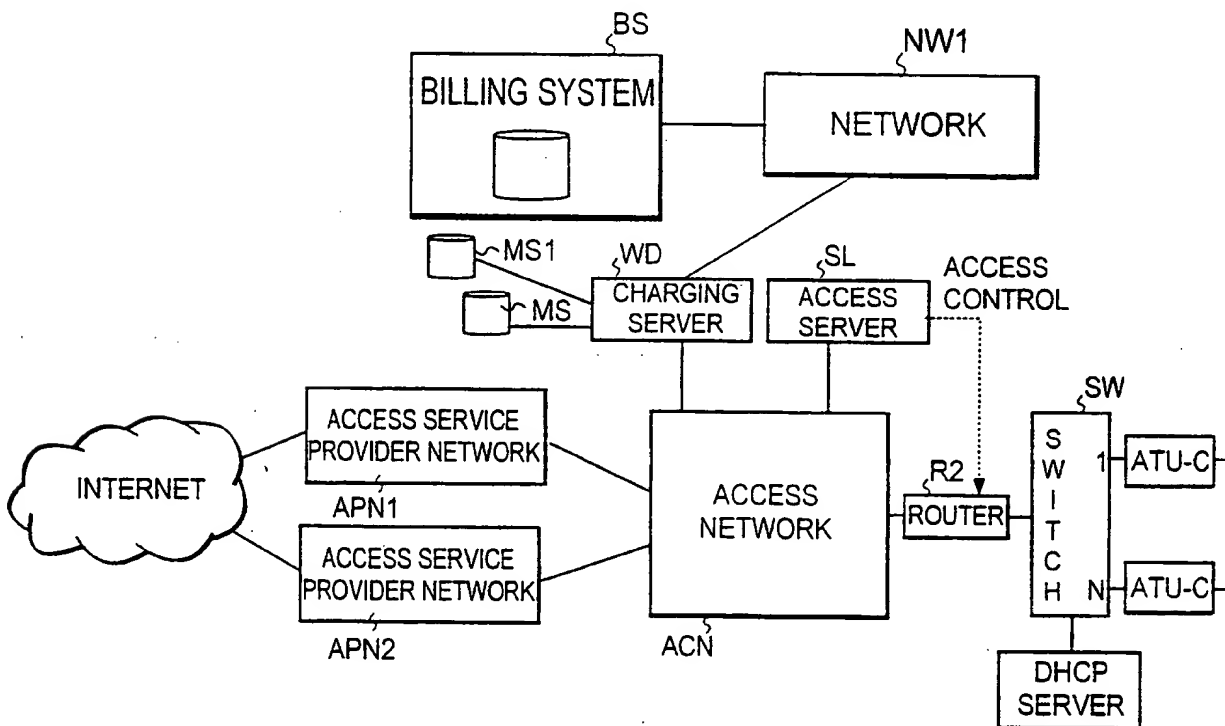 BS
BILLING SYSTEM
NW1
NETWORK
MS1
MS
WD
CHARGING
SERVER
SL
ACCESS
SERVER
ACCESS
CONTROL
INTERNET
ACCESS SERVICE
PROVIDER NETWORK
APN1
ACCESS SERVICE
PROVIDER NETWORK
APN2
ACCESS
NETWORK
ACN
R2
ROUTER
SW
SWITCH
1
N
ATU-C
ATU-C
DHCP
SERVER